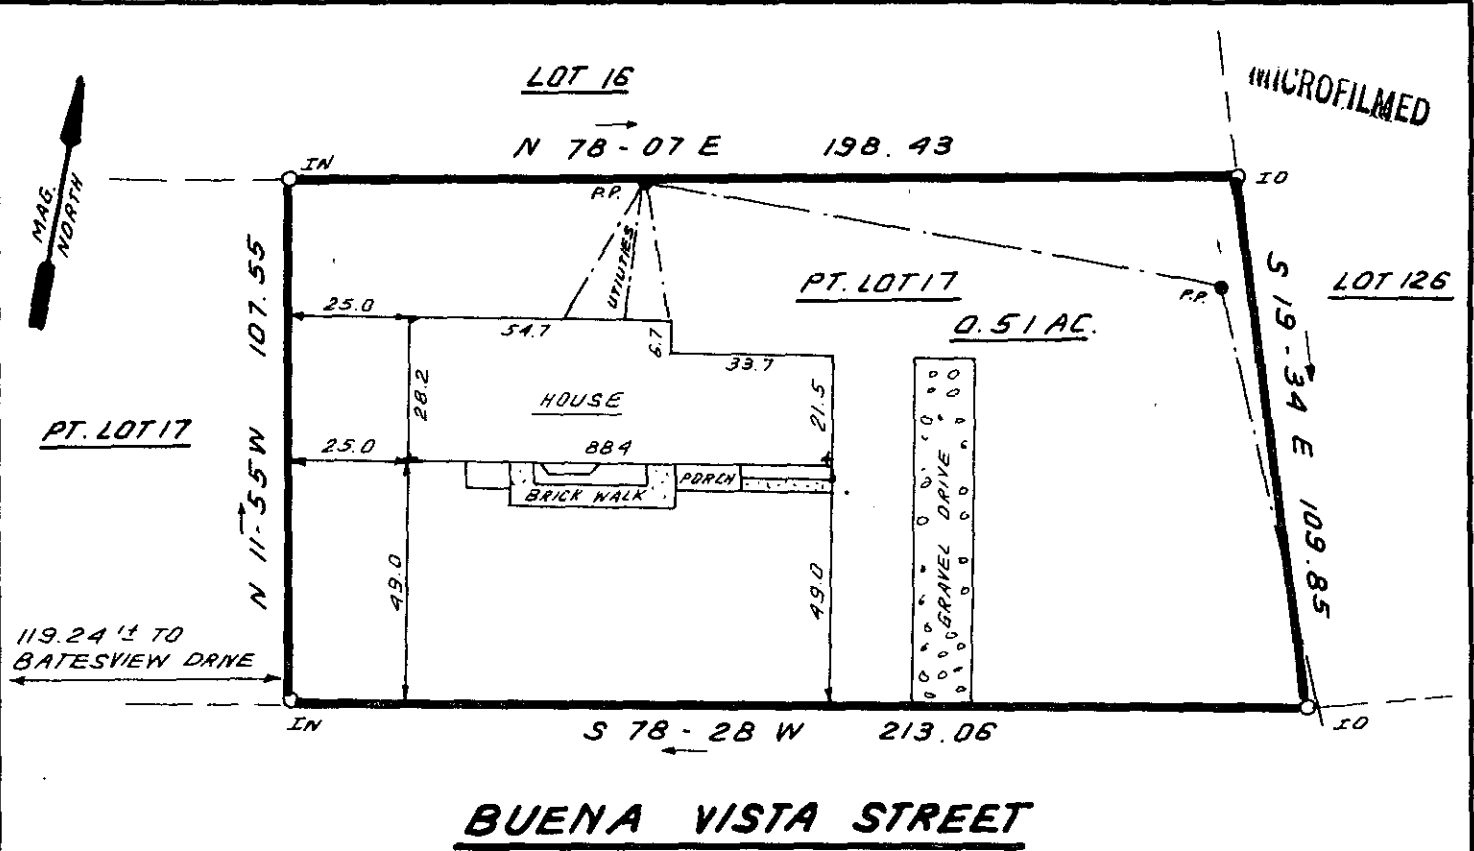 LOT 16
MICROFILMED
N 78-07 E 198.43
IN
IO
P.P.
MAG.
NORTH
UTILITIES
N 11-55 W 107.55
S 19-34 E 109.85
PT. LOT 17
LOT 126
P.P.
0.51 AC.
25.0
54.7
6.7
33.7
28.2
HOUSE
21.5
PT. LOT 17
25.0
884
PORCH
BRICK WALK
GRAVEL DRIVE
49.0
49.0
119.24 '± TO
BATESVIEW DRIVE
IN
S 78-28 W 213.06
IO
BUENA VISTA STREET